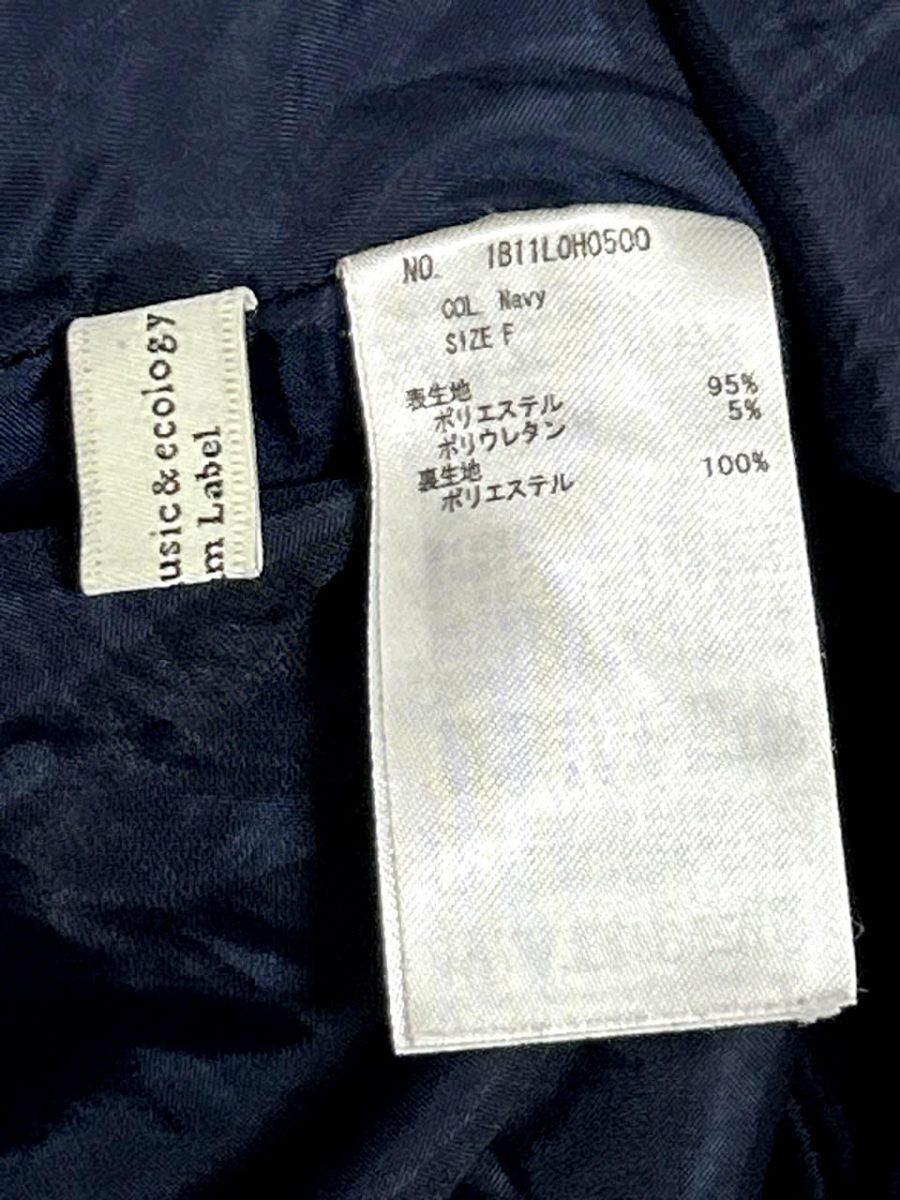 usic&ecology
m Label
NO. 1B11L0H0500
COL Navy
SIZE F
表生地
ポリエステル 95%
ポリウレタン 5%
裏生地
ポリエステル 100%